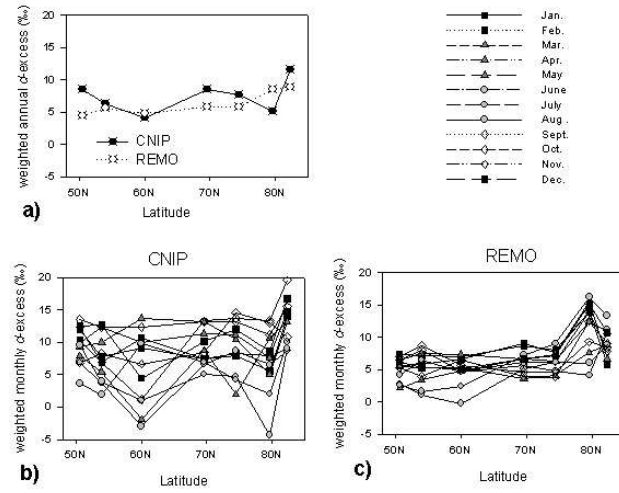 weighted annual d-excess (‰)
20
15
10
5
0
-5
CNIP
REMO
50N 60N 70N 80N
Latitude
a)
Jan.
Feb.
Mar.
Apr.
May
June
July
Aug .
Sept.
Oct.
Nov.
Dec.
CNIP
weighted monthly d-excess (‰)
20
15
10
5
0
-5
50N 60N 70N 80N
Latitude
b)
REMO
weighted monthly d-excess (‰)
20
15
10
5
0
-5
50N 60N 70N 80N
Latitude
c)